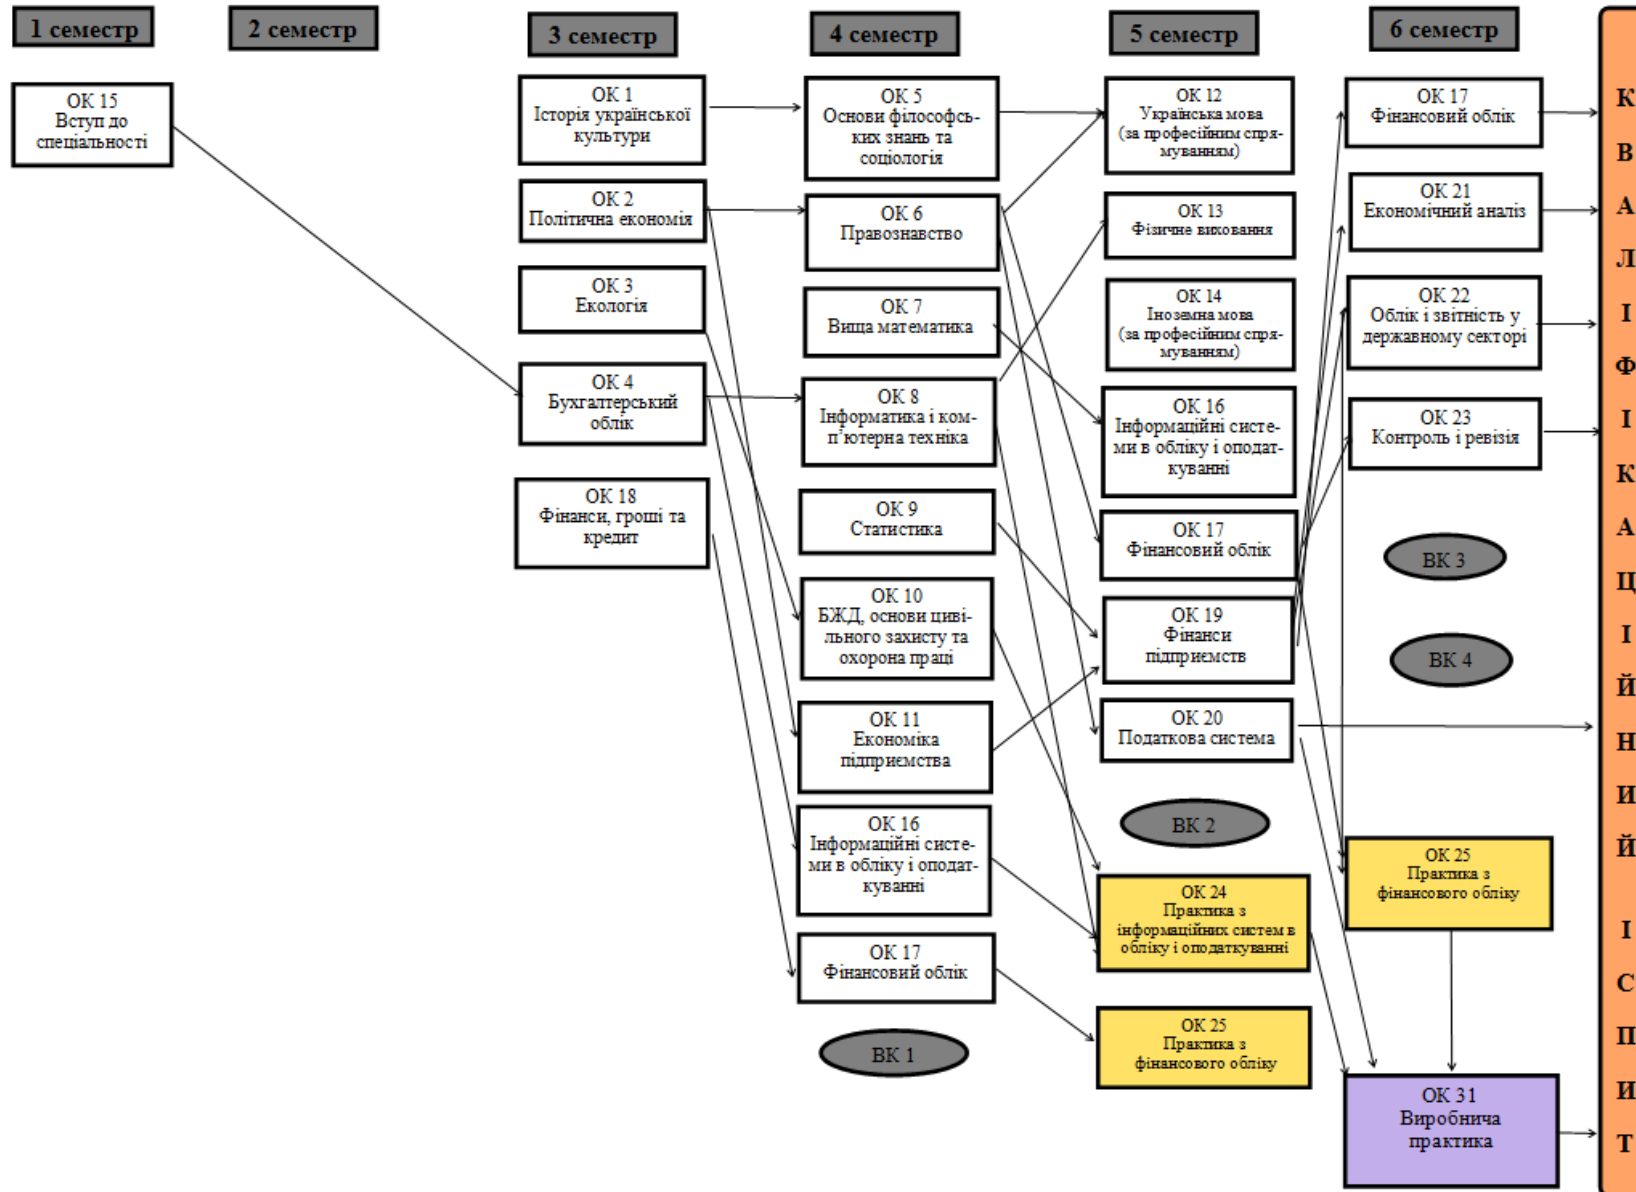 1 семестр
2 семестр
3 семестр
4 семестр
5 семестр
6 семестр
ОК 15
Вступ до
спеціальності
ОК 1
Історія української
культури
ОК 2
Політична економія
ОК 3
Екологія
ОК 4
Бухгалтерський
облік
ОК 18
Фінанси, гроші та
кредит
ОК 5
Основи філософсь-
ких знань та
соціологія
ОК 6
Правознавство
ОК 7
Вища математика
ОК 8
Інформатика і ком-
п’ютерна техніка
ОК 9
Статистика
ОК 10
БЖД, основи циві-
льного захисту та
охорона праці
ОК 11
Економіка
підприємства
ОК 16
Інформаційні систе-
ми в обліку і оподат-
куванні
ОК 17
Фінансовий облік
ВК 1
ОК 12
Українська мова
(за професійним спря-
муванням)
ОК 13
Фізичне виховання
ОК 14
Іноземна мова
(за професійним спря-
муванням)
ОК 16
Інформаційні систе-
ми в обліку і оподат-
куванні
ОК 17
Фінансовий облік
ОК 19
Фінанси
підприємств
ОК 20
Податкова система
ВК 2
ОК 24
Практика з
інформаційних систем в
обліку і оподаткуванні
ОК 25
Практика з
фінансового обліку
ОК 17
Фінансовий облік
ОК 21
Економічний аналіз
ОК 22
Облік і звітність у
державному секторі
ОК 23
Контроль і ревізія
ВК 3
ВК 4
ОК 25
Практика з
фінансового обліку
ОК 31
Виробнича
практика
К
В
А
Л
І
Ф
І
К
А
Ц
І
Й
Н
И
Й
І
С
П
И
Т